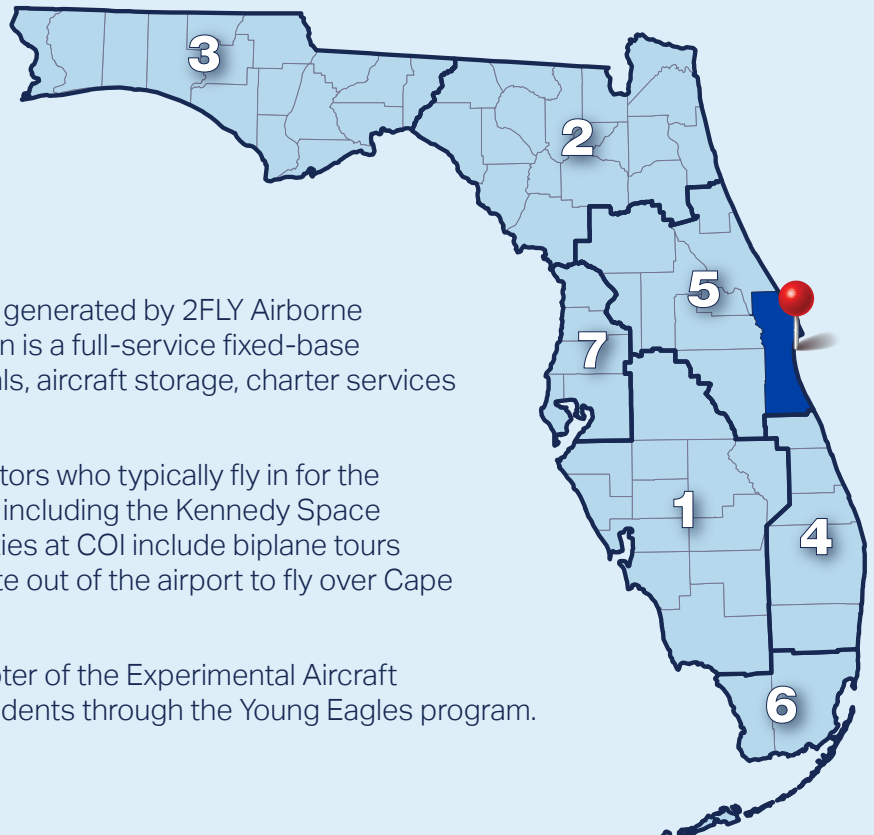 3
2
5
7
1
4
6
generated by 2FLY Airborne
n is a full-service fixed-base
als, aircraft storage, charter services
tors who typically fly in for the
including the Kennedy Space
ties at COI include biplane tours
te out of the airport to fly over Cape
pter of the Experimental Aircraft
dents through the Young Eagles program.